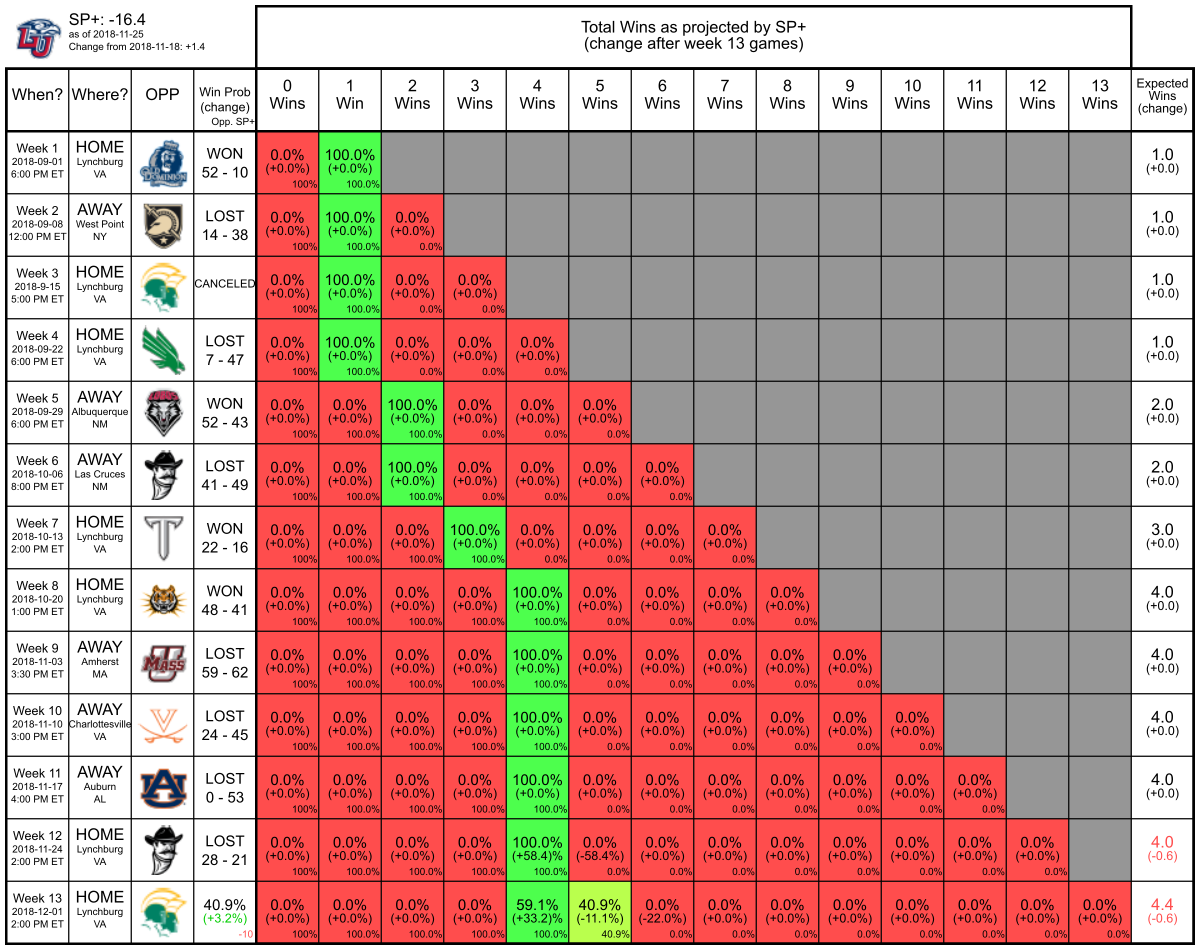 LU SP+: -16.4
as of 2018-11-25
Change from 2018-11-18: +1.4
Total Wins as projected by SP+
(change after week 13 games)
When? Where? OPP Win Prob (change) Opp. SP+ 0 Wins 1 Win 2 Wins 3 Wins 4 Wins 5 Wins 6 Wins 7 Wins 8 Wins 9 Wins 10 Wins 11 Wins 12 Wins 13 Wins Expected Wins (change)
Week 1 HOME WON 0.0% 100.0% 1.0
2018-09-01 Lynchburg DOMINION 52 - 10 (+0.0%) (+0.0%) (+0.0)
6:00 PM ET VA 100% 100.0%
Week 2 AWAY LOST 0.0% 100.0% 0.0% 1.0
2018-09-08 West Point 14 - 38 (+0.0%) (+0.0%) (+0.0%) (+0.0)
12:00 PM ET NY 100% 100.0% 0.0%
Week 3 HOME CANCELED 0.0% 100.0% 0.0% 0.0% 1.0
2018-9-15 Lynchburg (+0.0%) (+0.0%) (+0.0%) (+0.0%) (+0.0)
5:00 PM ET VA 100% 100.0% 0.0% 0.0%
Week 4 HOME LOST 0.0% 100.0% 0.0% 0.0% 0.0% 1.0
2018-09-22 Lynchburg 7 - 47 (+0.0%) (+0.0%) (+0.0%) (+0.0%) (+0.0%) (+0.0)
6:00 PM ET VA 100% 100.0% 0.0% 0.0% 0.0%
Week 5 AWAY WON 0.0% 0.0% 100.0% 0.0% 0.0% 0.0% 2.0
2018-09-29 Albuquerque 52 - 43 (+0.0%) (+0.0%) (+0.0%) (+0.0%) (+0.0%) (+0.0%) (+0.0)
6:00 PM ET NM 100% 100.0% 100.0% 0.0% 0.0% 0.0%
Week 6 AWAY LOST 0.0% 0.0% 100.0% 0.0% 0.0% 0.0% 0.0% 2.0
2018-10-06 Las Cruces 41 - 49 (+0.0%) (+0.0%) (+0.0%) (+0.0%) (+0.0%) (+0.0%) (+0.0%) (+0.0)
8:00 PM ET NM 100% 100.0% 100.0% 0.0% 0.0% 0.0% 0.0%
Week 7 HOME T WON 0.0% 0.0% 0.0% 100.0% 0.0% 0.0% 0.0% 0.0% 3.0
2018-10-13 Lynchburg 22 - 16 (+0.0%) (+0.0%) (+0.0%) (+0.0%) (+0.0%) (+0.0%) (+0.0%) (+0.0%) (+0.0)
2:00 PM ET VA 100% 100.0% 100.0% 100.0% 0.0% 0.0% 0.0% 0.0%
Week 8 HOME WON 0.0% 0.0% 0.0% 0.0% 100.0% 0.0% 0.0% 0.0% 0.0% 4.0
2018-10-20 Lynchburg 48 - 41 (+0.0%) (+0.0%) (+0.0%) (+0.0%) (+0.0%) (+0.0%) (+0.0%) (+0.0%) (+0.0%) (+0.0)
1:00 PM ET VA 100% 100.0% 100.0% 100.0% 100.0% 0.0% 0.0% 0.0% 0.0%
Week 9 AWAY LOST 0.0% 0.0% 0.0% 0.0% 100.0% 0.0% 0.0% 0.0% 0.0% 0.0% 4.0
2018-11-03 Amherst MASS 59 - 62 (+0.0%) (+0.0%) (+0.0%) (+0.0%) (+0.0%) (+0.0%) (+0.0%) (+0.0%) (+0.0%) (+0.0%) (+0.0)
3:30 PM ET MA 100% 100.0% 100.0% 100.0% 100.0% 0.0% 0.0% 0.0% 0.0% 0.0%
Week 10 AWAY V LOST 0.0% 0.0% 0.0% 0.0% 100.0% 0.0% 0.0% 0.0% 0.0% 0.0% 0.0% 4.0
2018-11-10 Charlottesville 24 - 45 (+0.0%) (+0.0%) (+0.0%) (+0.0%) (+0.0%) (+0.0%) (+0.0%) (+0.0%) (+0.0%) (+0.0%) (+0.0%) (+0.0)
3:00 PM ET VA 100% 100.0% 100.0% 100.0% 100.0% 0.0% 0.0% 0.0% 0.0% 0.0% 0.0%
Week 11 AWAY AU LOST 0.0% 0.0% 0.0% 0.0% 100.0% 0.0% 0.0% 0.0% 0.0% 0.0% 0.0% 0.0% 4.0
2018-11-17 Auburn 0 - 53 (+0.0%) (+0.0%) (+0.0%) (+0.0%) (+0.0%) (+0.0%) (+0.0%) (+0.0%) (+0.0%) (+0.0%) (+0.0%) (+0.0%) (+0.0)
4:00 PM ET AL 100% 100.0% 100.0% 100.0% 100.0% 0.0% 0.0% 0.0% 0.0% 0.0% 0.0% 0.0%
Week 12 HOME LOST 0.0% 0.0% 0.0% 0.0% 100.0% 0.0% 0.0% 0.0% 0.0% 0.0% 0.0% 0.0% 0.0% 4.0
2018-11-24 Lynchburg 28 - 21 (+0.0%) (+0.0%) (+0.0%) (+0.0%) (+58.4)% (-58.4%) (+0.0%) (+0.0%) (+0.0%) (+0.0%) (+0.0%) (+0.0%) (+0.0%) (-0.6)
2:00 PM ET VA 100% 100.0% 100.0% 100.0% 100.0% 0.0% 0.0% 0.0% 0.0% 0.0% 0.0% 0.0% 0.0%
Week 13 HOME 40.9% 0.0% 0.0% 0.0% 0.0% 59.1% 40.9% 0.0% 0.0% 0.0% 0.0% 0.0% 0.0% 0.0% 0.0% 4.4
2018-12-01 Lynchburg (+3.2%) (+0.0%) (+0.0%) (+0.0%) (+0.0%) (+33.2)% (-11.1%) (-22.0%) (+0.0%) (+0.0%) (+0.0%) (+0.0%) (+0.0%) (+0.0%) (+0.0%) (-0.6)
2:00 PM ET VA -10 100% 100.0% 100.0% 100.0% 100.0% 40.9% 0.0% 0.0% 0.0% 0.0% 0.0% 0.0% 0.0% 0.0%